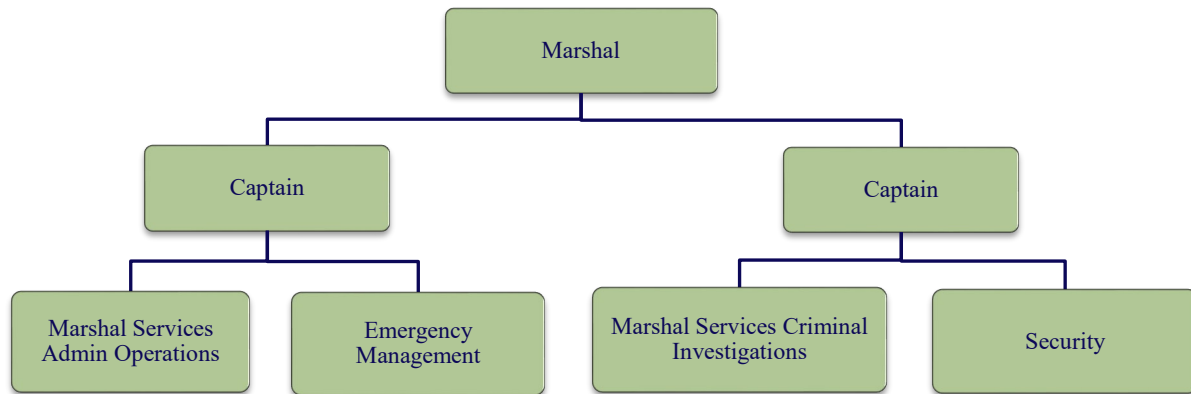 Marshal
Captain
Captain
Marshal Services
Admin Operations
Emergency
Management
Marshal Services Criminal
Investigations
Security